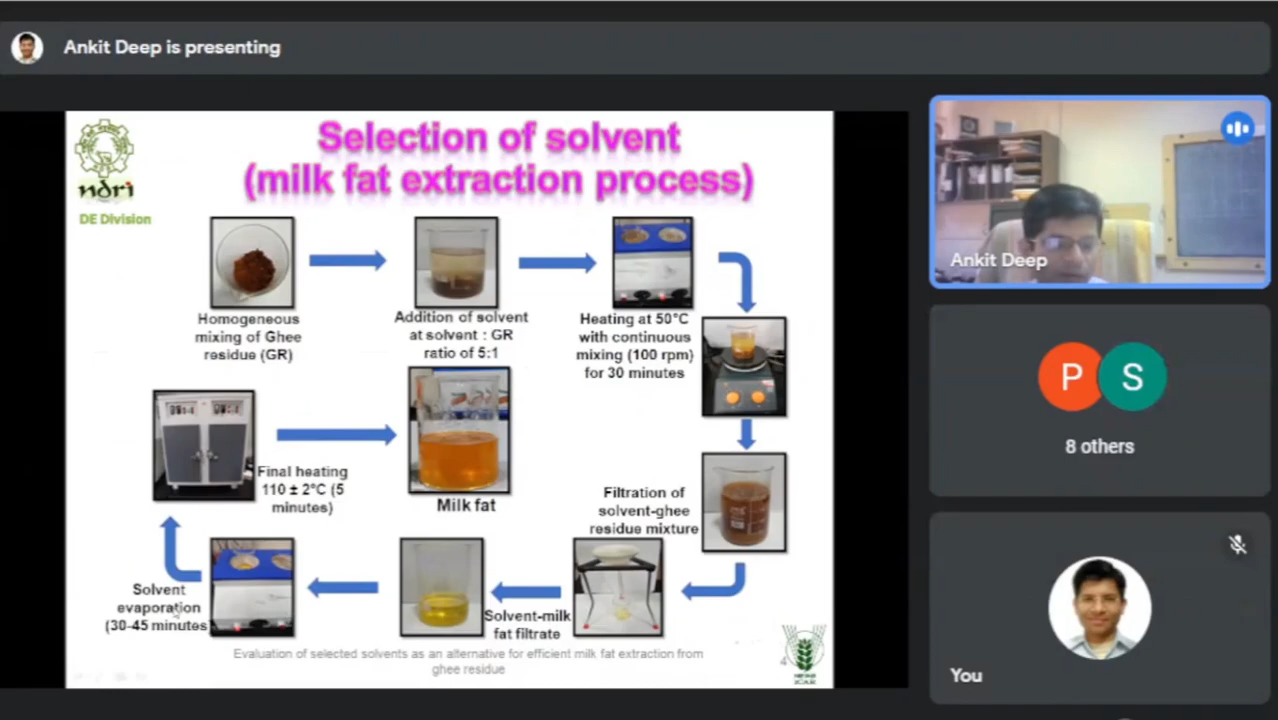 Ankit Deep is presenting
Selection of solvent
(milk fat extraction process)
ndri
DE Division
Homogeneous
mixing of Ghee
residue (GR)
Addition of solvent
at solvent : GR
ratio of 5:1
Heating at 50°C
with continuous
mixing (100 rpm)
for 30 minutes
Final heating
110 ± 2°C (5
minutes)
Milk fat
Filtration of
solvent-ghee
residue mixture
Solvent
evaporation
(30-45 minutes)
Solvent-milk
fat filtrate
Evaluation of selected solvents as an alternative for efficient milk fat extraction from
ghee residue
4
ICAR
Ankit Deep
P
S
8 others
You